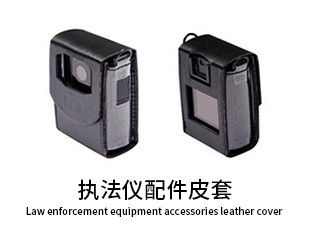 执法仪配件皮套
Law enforcement equipment accessories leather cover